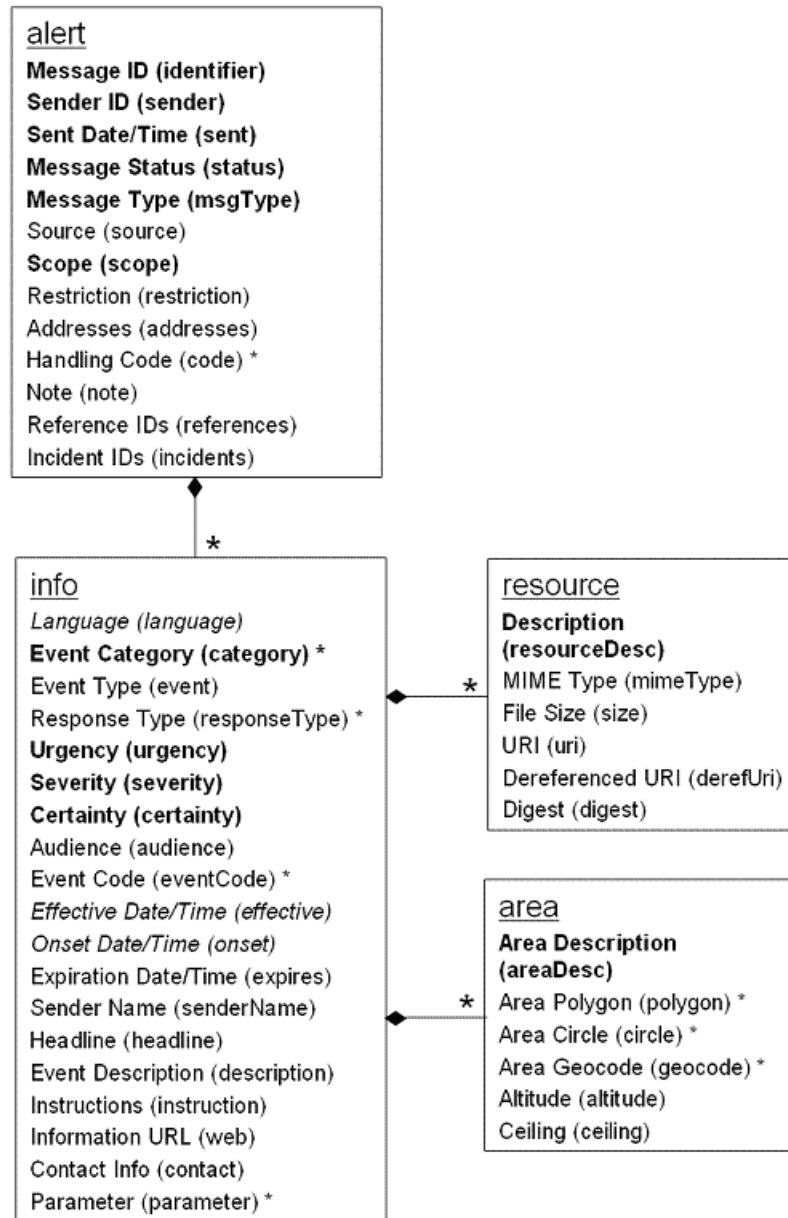 alert
Message ID (identifier)
Sender ID (sender)
Sent Date/Time (sent)
Message Status (status)
Message Type (msgType)
Source (source)
Scope (scope)
Restriction (restriction)
Addresses (addresses)
Handling Code (code) *
Note (note)
Reference IDs (references)
Incident IDs (incidents)
*
info
Language (language)
Event Category (category) *
Event Type (event)
Response Type (responseType) *
Urgency (urgency)
Severity (severity)
Certainty (certainty)
Audience (audience)
Event Code (eventCode) *
Effective Date/Time (effective)
Onset Date/Time (onset)
Expiration Date/Time (expires)
Sender Name (senderName)
Headline (headline)
Event Description (description)
Instructions (instruction)
Information URL (web)
Contact Info (contact)
Parameter (parameter) *
*
resource
Description
(resourceDesc)
MIME Type (mimeType)
File Size (size)
URI (uri)
Dereferenced URI (derefUri)
Digest (digest)
*
area
Area Description
(areaDesc)
Area Polygon (polygon) *
Area Circle (circle) *
Area Geocode (geocode) *
Altitude (altitude)
Ceiling (ceiling)